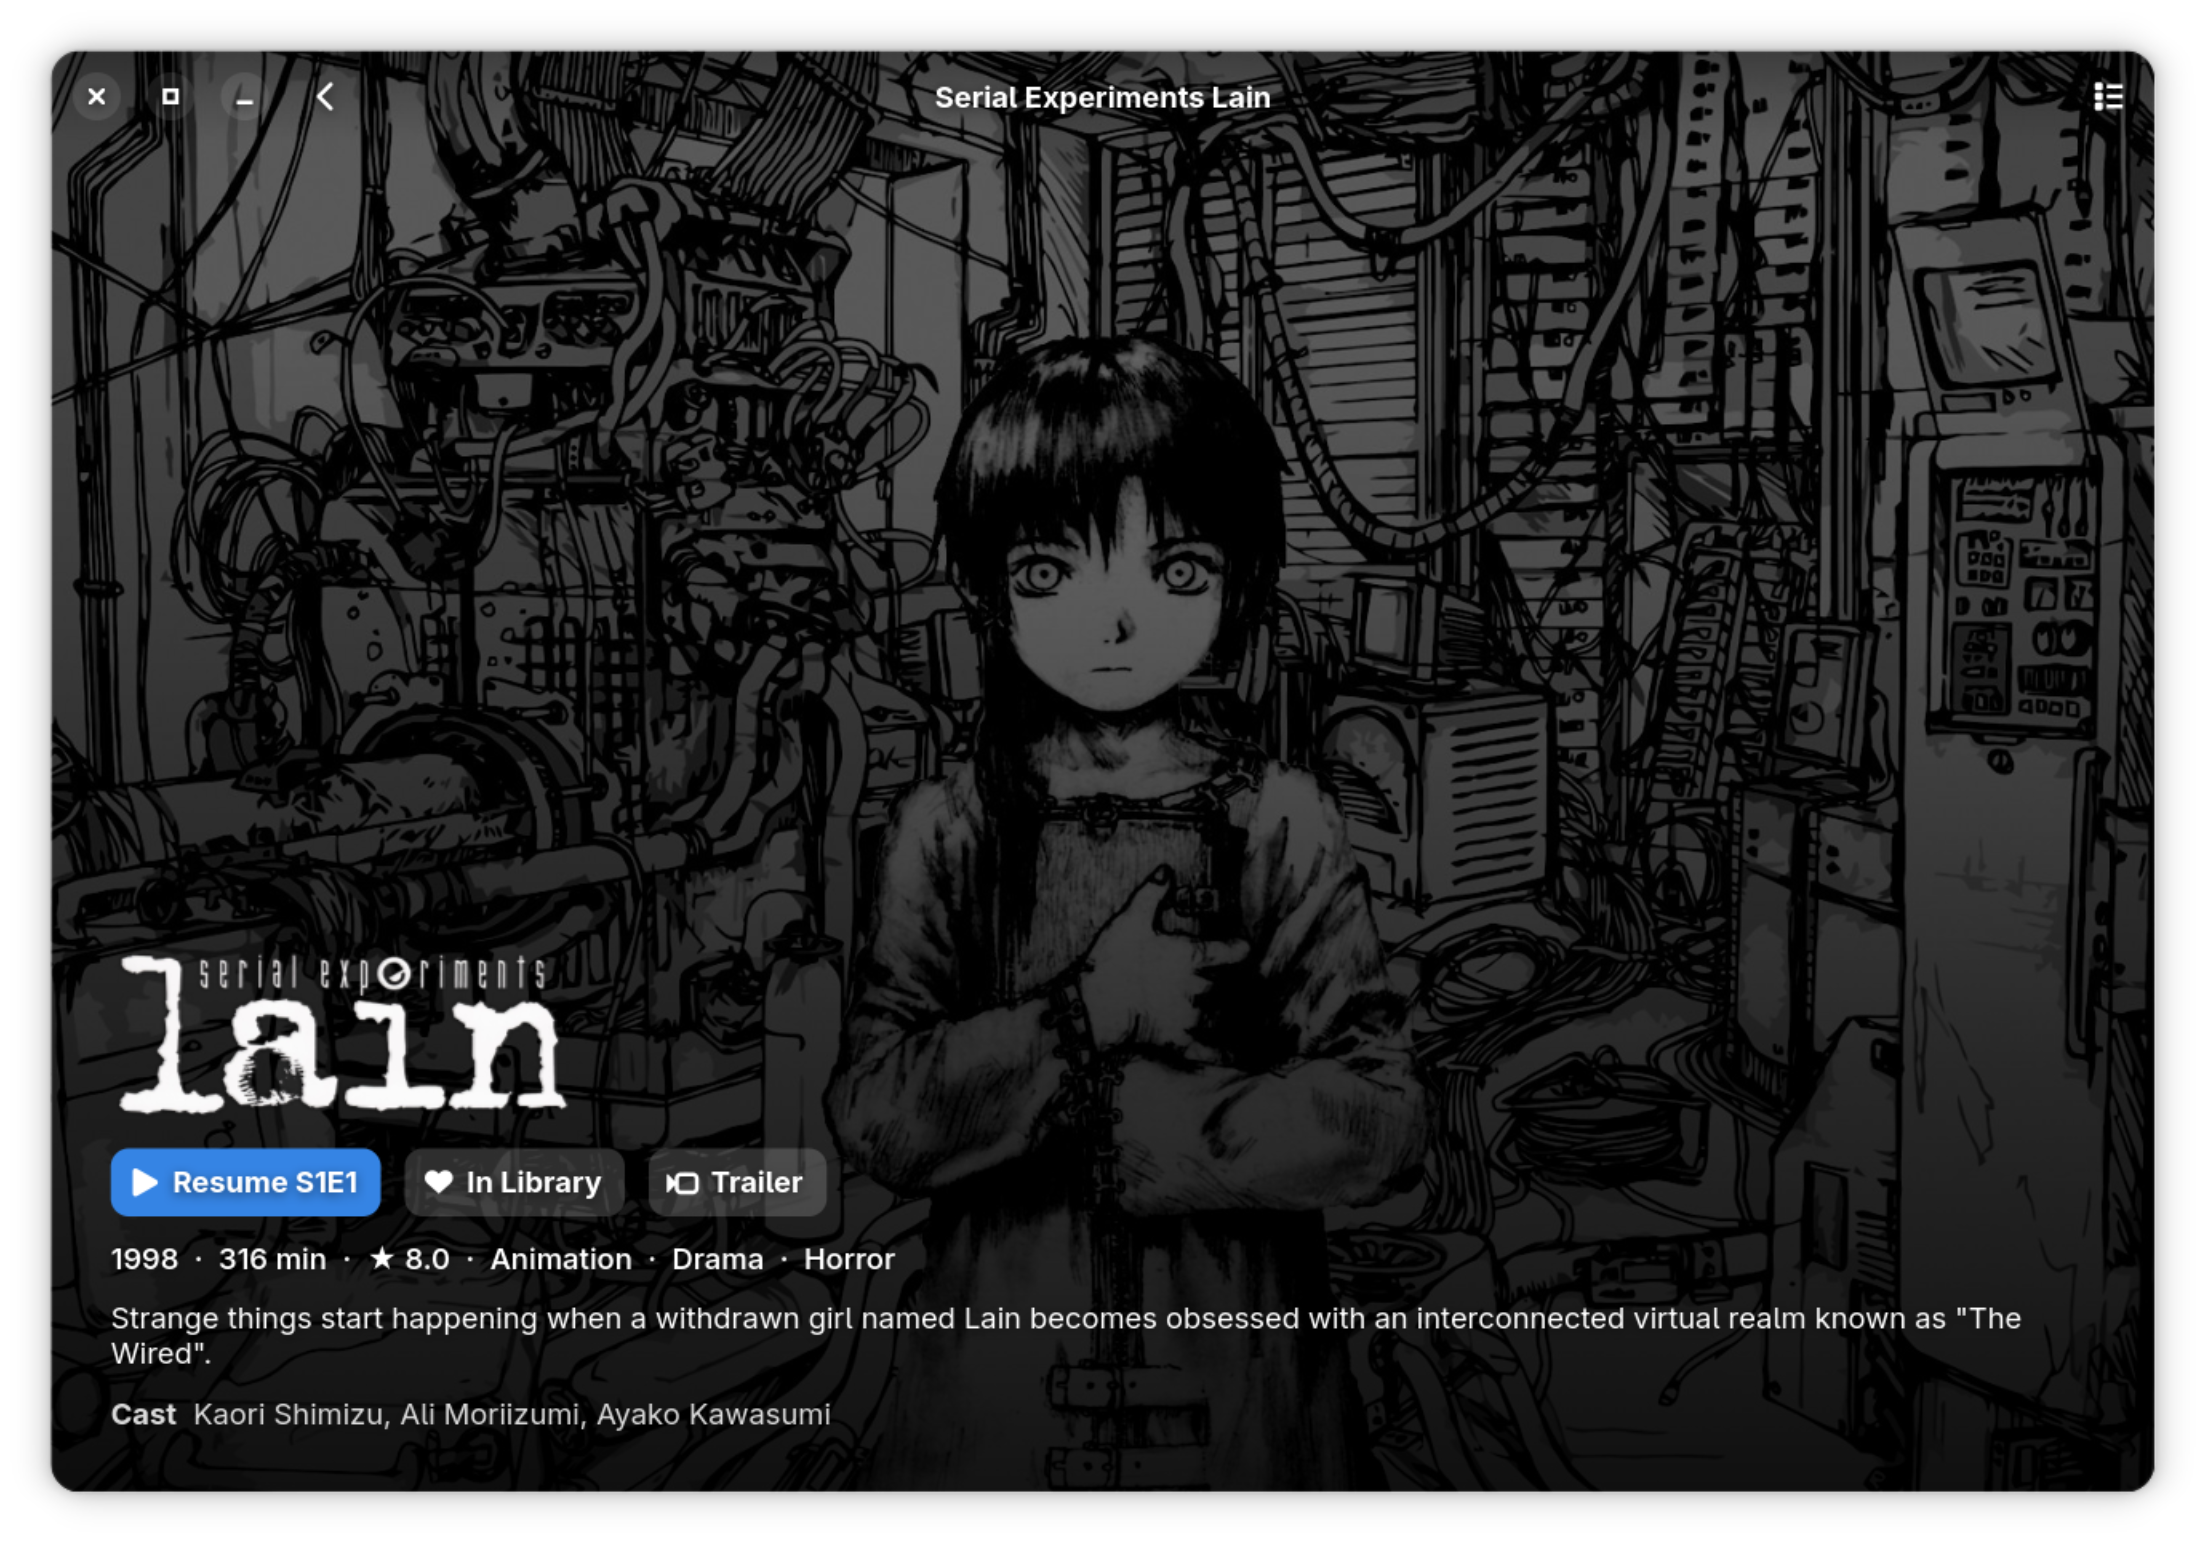 Serial Experiments Lain
serial experiments
lain
Resume S1E1
In Library
Trailer
1998 · 316 min · ★ 8.0 · Animation · Drama · Horror
Strange things start happening when a withdrawn girl named Lain becomes obsessed with an interconnected virtual realm known as "The
Wired".
Cast Kaori Shimizu, Ali Moriizumi, Ayako Kawasumi